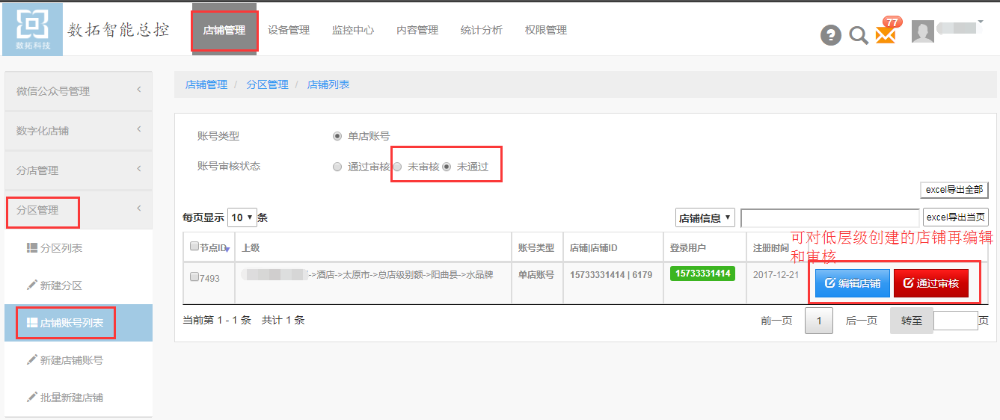 数拓科技
数拓智能总控
店铺管理 设备管理 监控中心 内容管理 统计分析 权限管理
77
微信公众号管理
数字化店铺
分店管理
分区管理
分区列表
新建分区
店铺账号列表
新建店铺账号
批量新建店铺
店铺管理 / 分区管理 / 店铺列表
账号类型 单店账号
账号审核状态 通过审核 未审核 未通过
excel导出全部
每页显示 10 条 店铺信息 excel导出当页
可对低层级创建的店铺再编辑
和审核
节点ID 上级 账号类型 店铺|店铺ID 登录用户 注册时间
7493 ->酒店->太原市->总店级别额->阳曲县->水品牌 单店账号 15733331414 | 6179 15733331414 2017-12-21 编辑店铺 通过审核
当前第 1 - 1 条 共计 1 条 前一页 1 后一页 转至 页